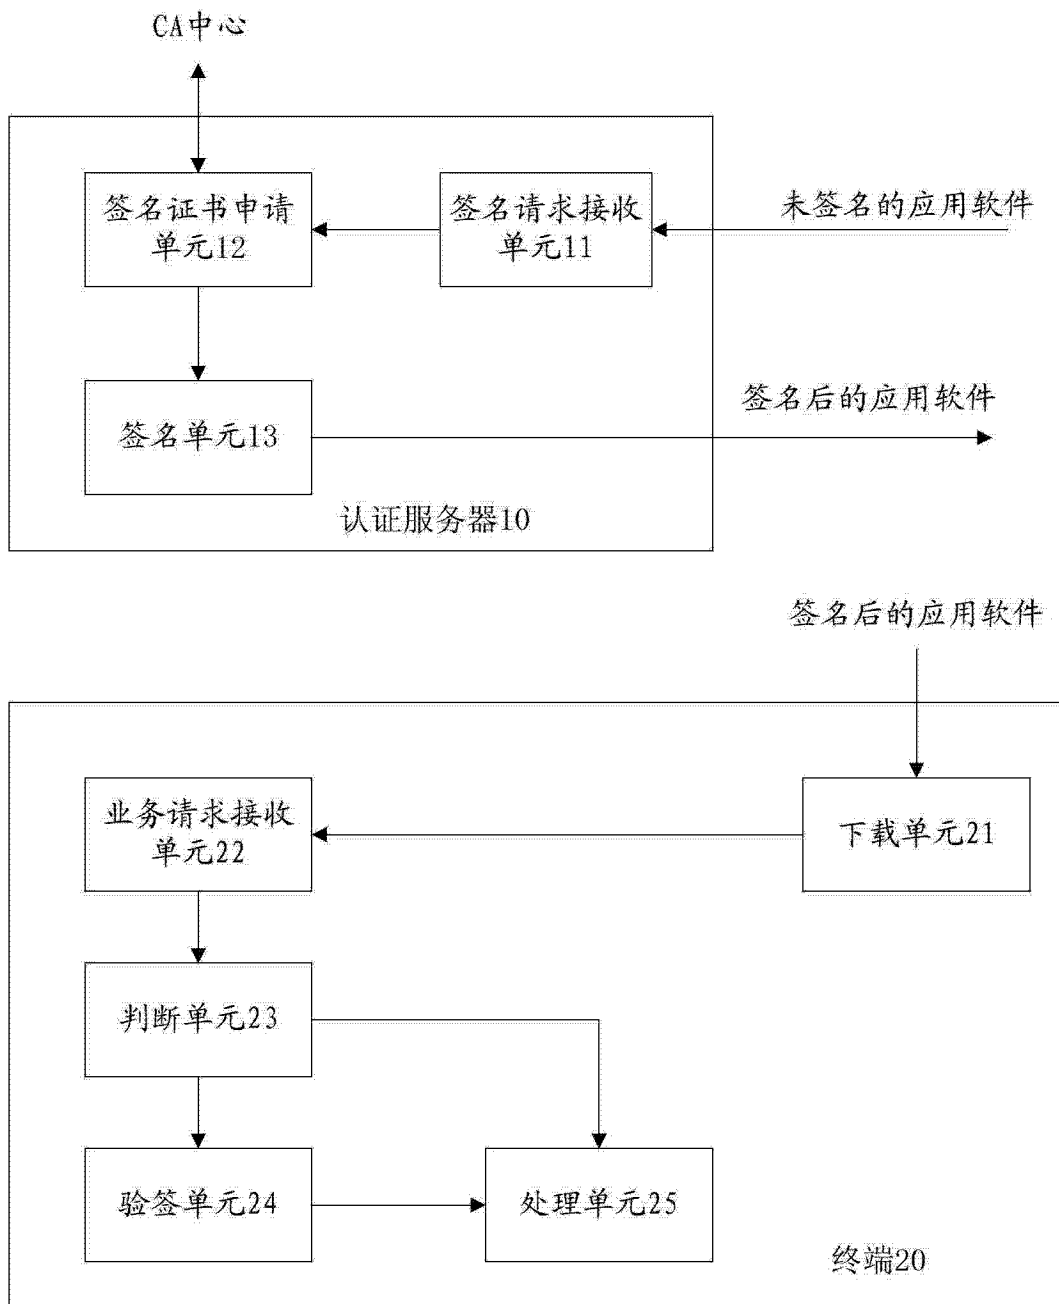 CA中心
签名证书申请
单元12
签名请求接收
单元11
未签名的应用软件
签名单元13
签名后的应用软件
认证服务器10
签名后的应用软件
业务请求接收
单元22
下载单元21
判断单元23
验签单元24
处理单元25
终端20